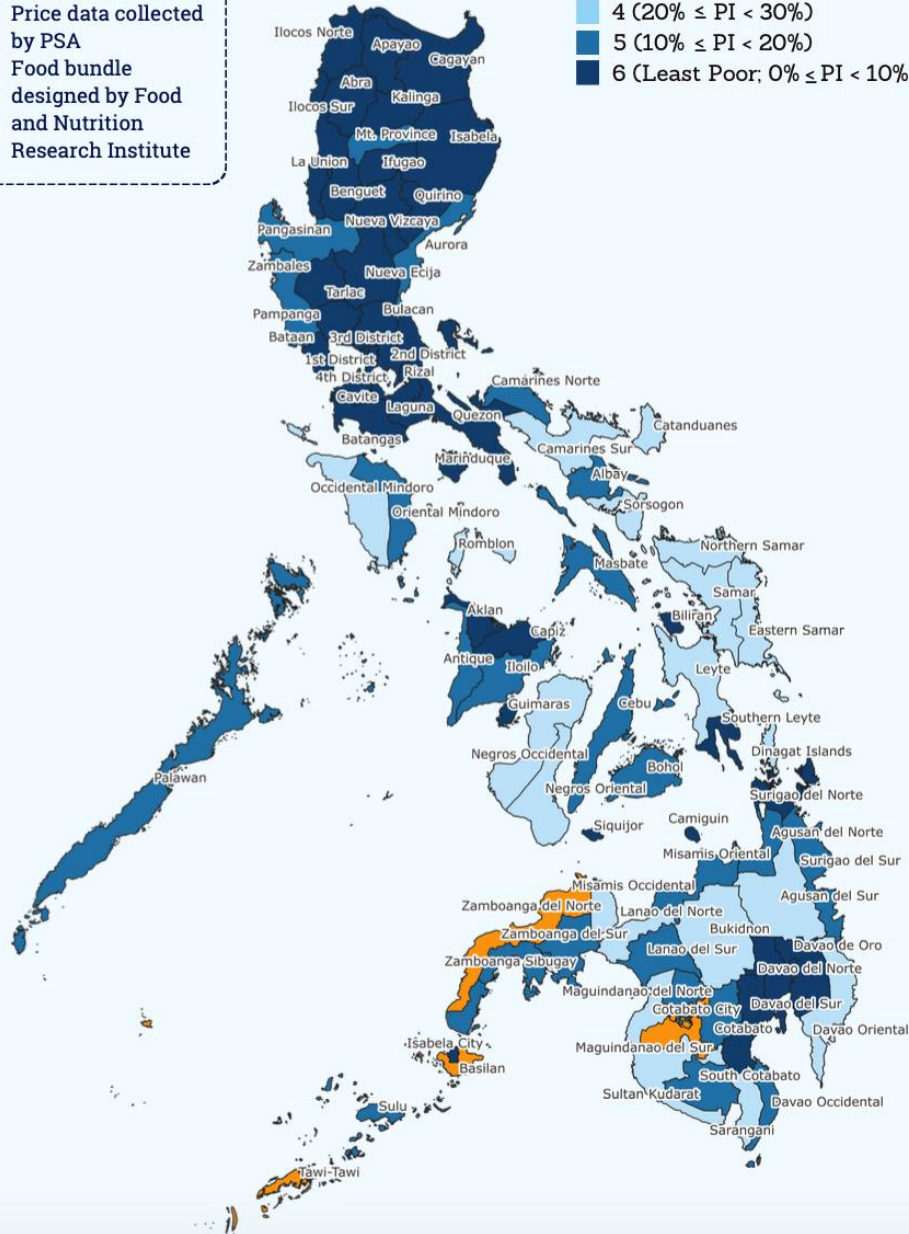 Price data collected
by PSA
Food bundle
designed by Food
and Nutrition
Research Institute
4 (20% ≤ PI < 30%)
5 (10% ≤ PI < 20%)
6 (Least Poor; 0% ≤ PI < 10%
Ilocos Norte
Apayao
Cagayan
Abra
Kalinga
Ilocos Sur
Mt. Province
Isabela
La Union
Ifugao
Benguet
Quirino
Nueva Vizcaya
Pangasinan
Aurora
Zambales
Nueva Ecija
Tarlac
Bulacan
Pampanga
Bataan
3rd District
1st District
2nd District
4th District
Rizal
Camarines Norte
Cavite
Laguna
Quezon
Catanduanes
Batangas
Camarines Sur
Marinduque
Albay
Occidental Mindoro
Sorsogon
Oriental Mindoro
Romblon
Northern Samar
Masbate
Samar
Aklan
Biliran
Capiz
Eastern Samar
Antique
Iloilo
Leyte
Guimaras
Cebu
Southern Leyte
Negros Occidental
Dinagat Islands
Bohol
Palawan
Negros Oriental
Surigao del Norte
Siquijor
Camiguin
Agusan del Norte
Misamis Oriental
Surigao del Sur
Misamis Occidental
Agusan del Sur
Zamboanga del Norte
Lanao del Norte
Bukidnon
Zamboanga del Sur
Lanao del Sur
Davao de Oro
Zamboanga Sibugay
Davao del Norte
Maguindanao del Norte
Cotabato City
Davao del Sur
Cotabato
Davao Oriental
Isabela City
Maguindanao del Sur
Basilan
South Cotabato
Sultan Kudarat
Davao Occidental
Sulu
Sarangani
Tawi-Tawi